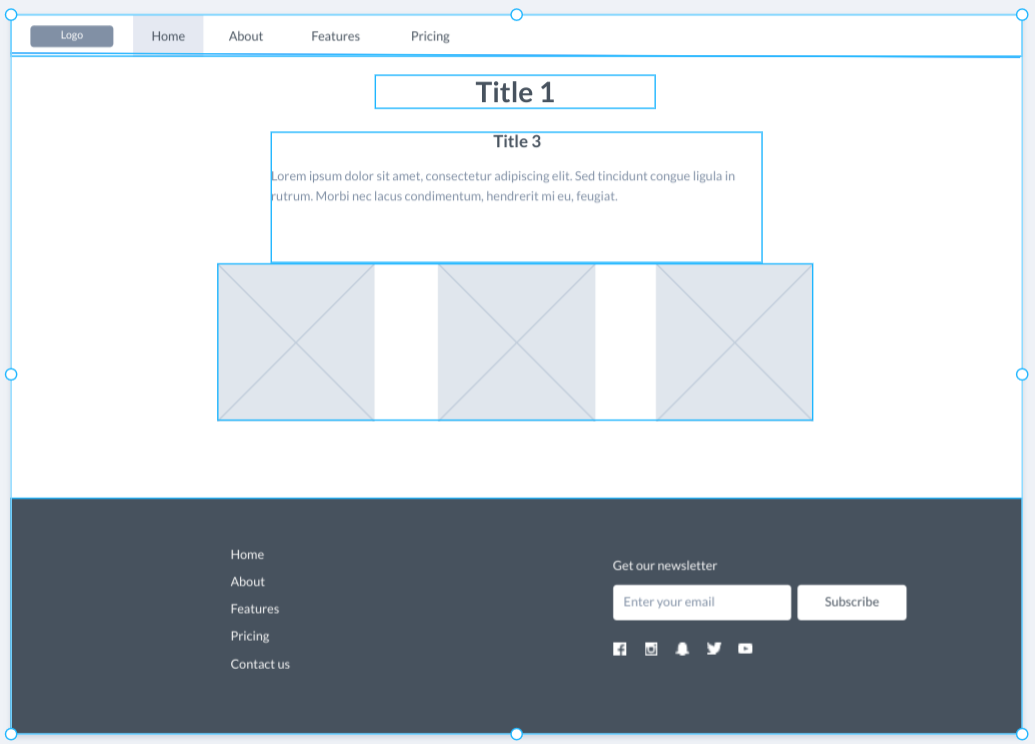 Logo
Home
About
Features
Pricing
Title 1
Title 3
Lorem ipsum dolor sit amet, consectetur adipiscing elit. Sed tincidunt congue ligula in
rutrum. Morbi nec lacus condimentum, hendrerit mi eu, feugiat.
Home
About
Features
Pricing
Contact us
Get our newsletter
Enter your email
Subscribe